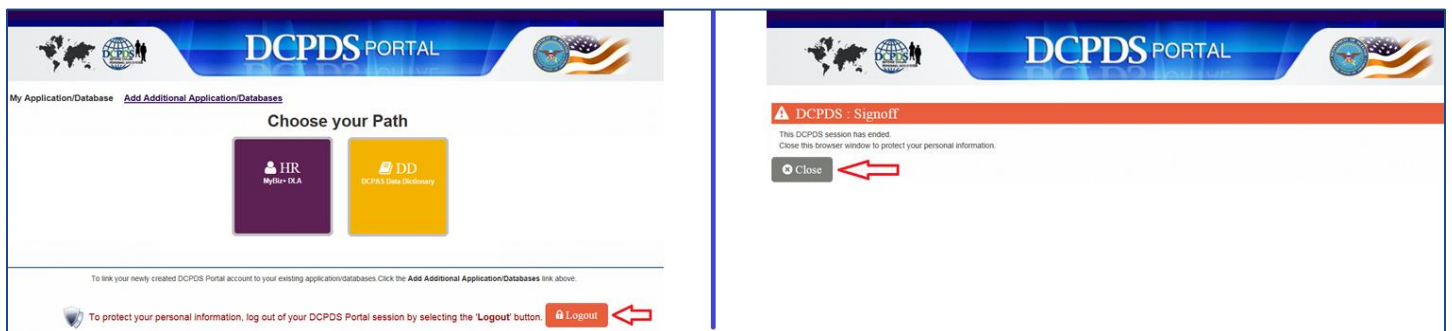 DCPDS
DCPDS PORTAL
My Application/Database Add Additional Application/Databases
Choose your Path
HR
MyBiz+ DLA
DD
DCPAS Data Dictionary
To link your newly created DCPDS Portal account to your existing application/databases.Click the Add Additional Application/Databases link above.
To protect your personal information, log out of your DCPDS Portal session by selecting the 'Logout' button. Logout
DCPDS
DCPDS PORTAL
DCPDS : Signoff
This DCPDS session has ended.
Close this browser window to protect your personal information.
Close